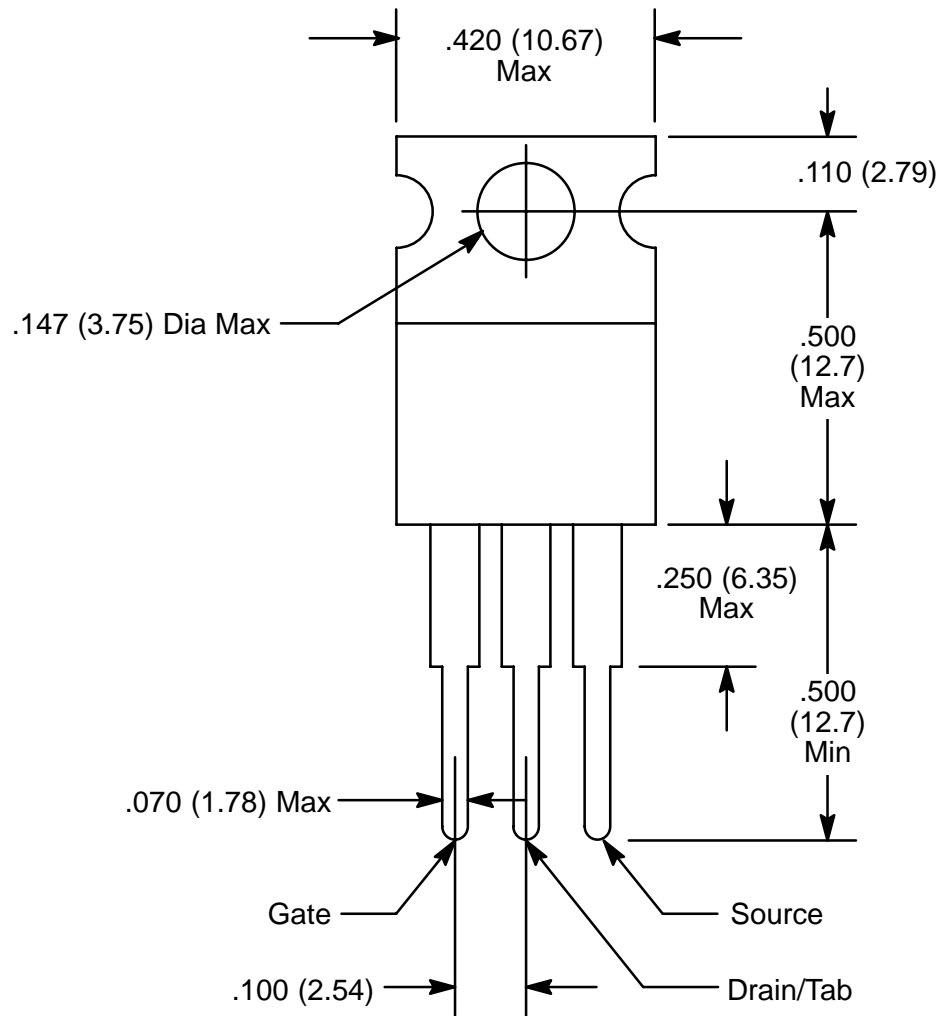 .420 (10.67)
Max
.110 (2.79)
.147 (3.75) Dia Max
.500
(12.7)
Max
.250 (6.35)
Max
.500
(12.7)
Min
.070 (1.78) Max
Gate
Source
.100 (2.54)
Drain/Tab